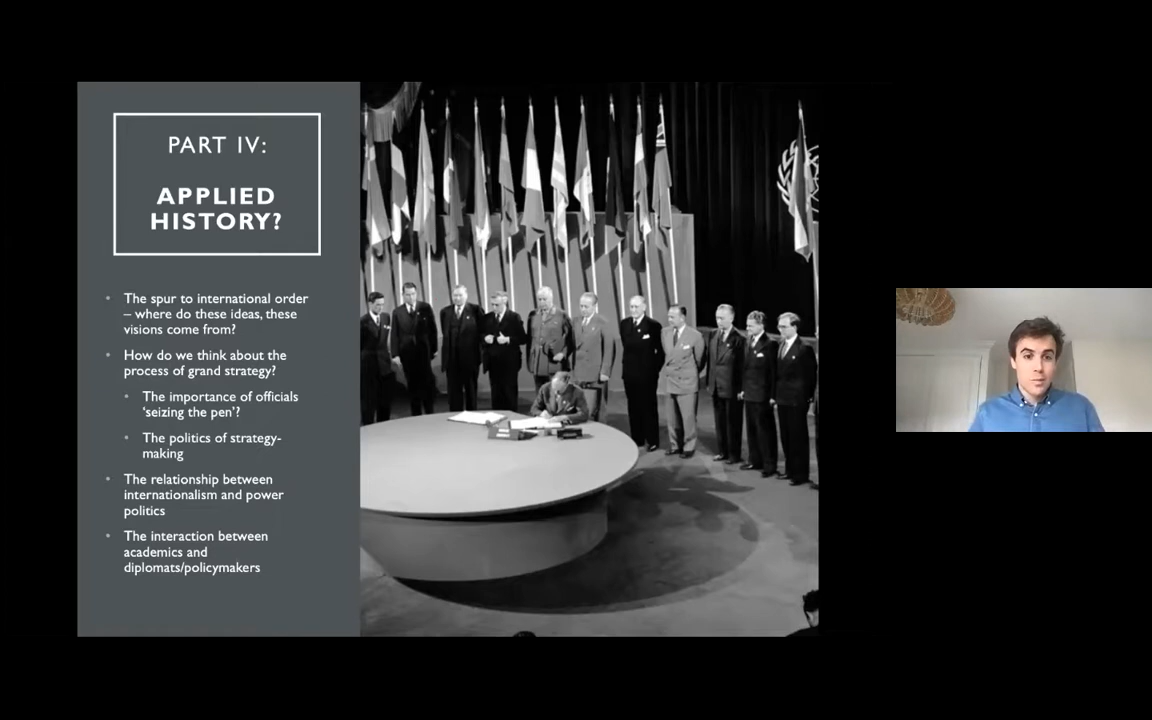 PART IV:
APPLIED
HISTORY?
• The spur to international order
– where do these ideas, these
visions come from?
• How do we think about the
process of grand strategy?
• The importance of officials
‘seizing the pen’?
• The politics of strategy-
making
• The relationship between
internationalism and power
politics
• The interaction between
academics and
diplomats/policymakers